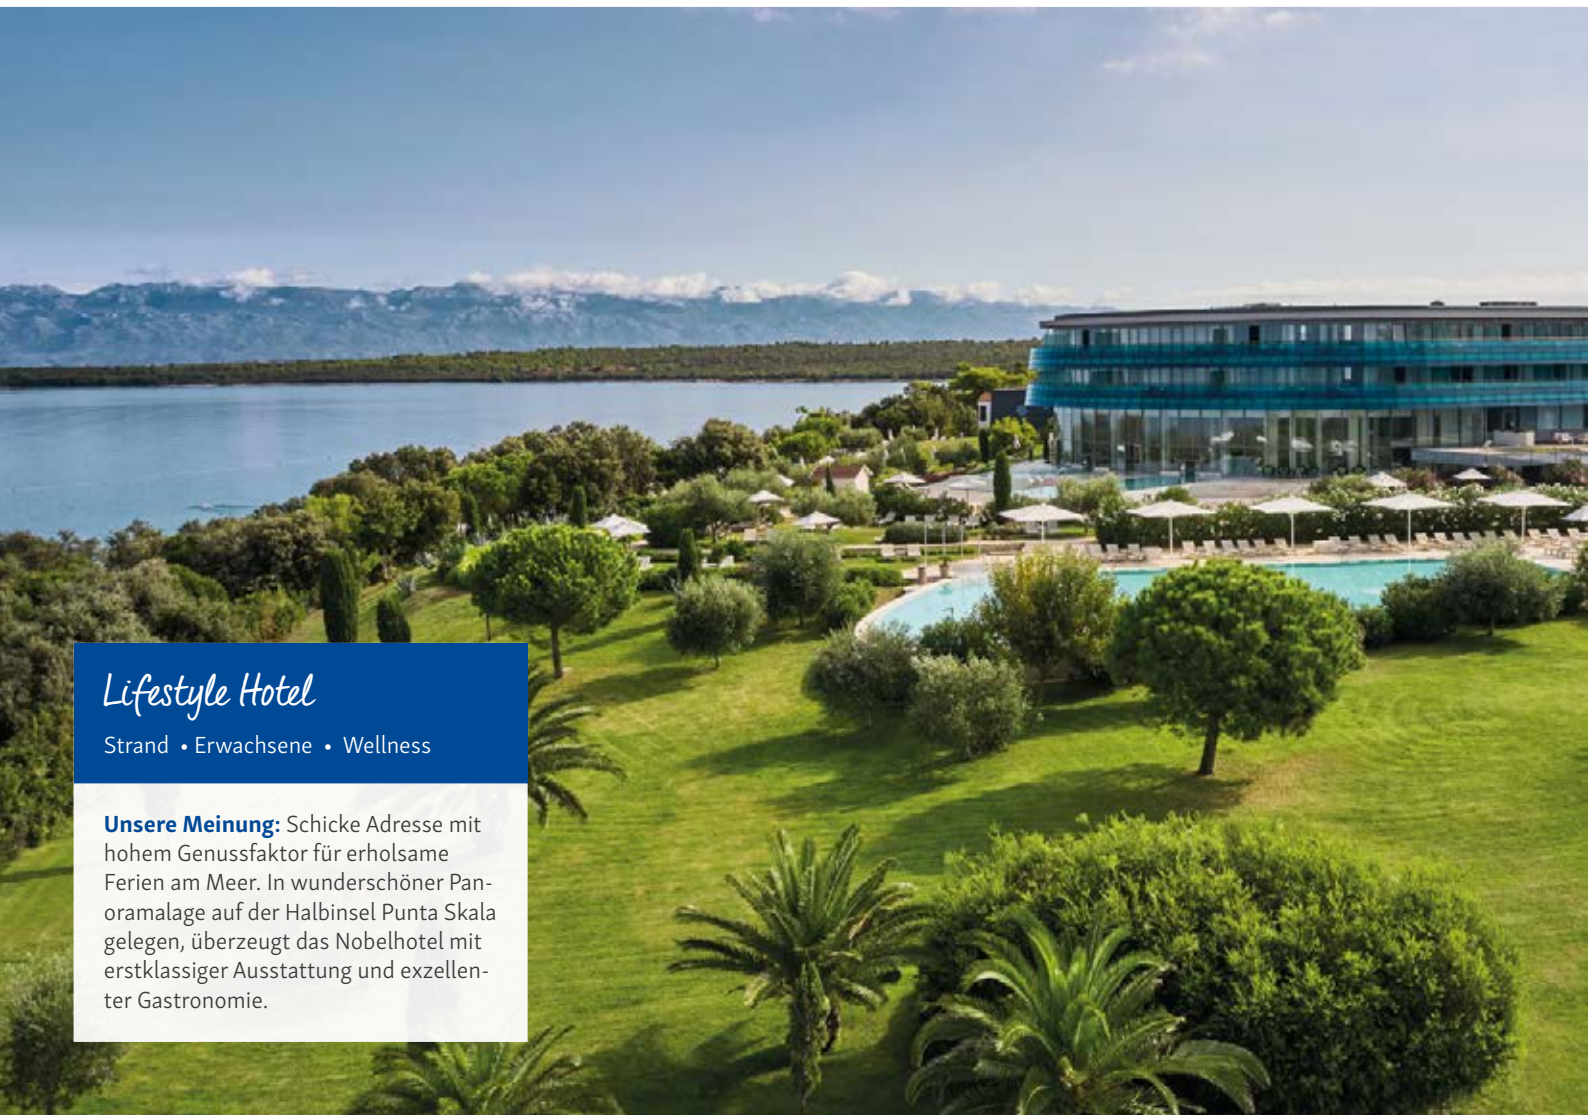 Lifestyle Hotel
Strand • Erwachsene • Wellness
Unsere Meinung: Schicke Adresse mit
hohem Genussfaktor für erholsame
Ferien am Meer. In wunderschöner Pan-
oramalage auf der Halbinsel Punta Skala
gelegen, überzeugt das Nobelhotel mit
erstklassiger Ausstattung und exzellen-
ter Gastronomie.